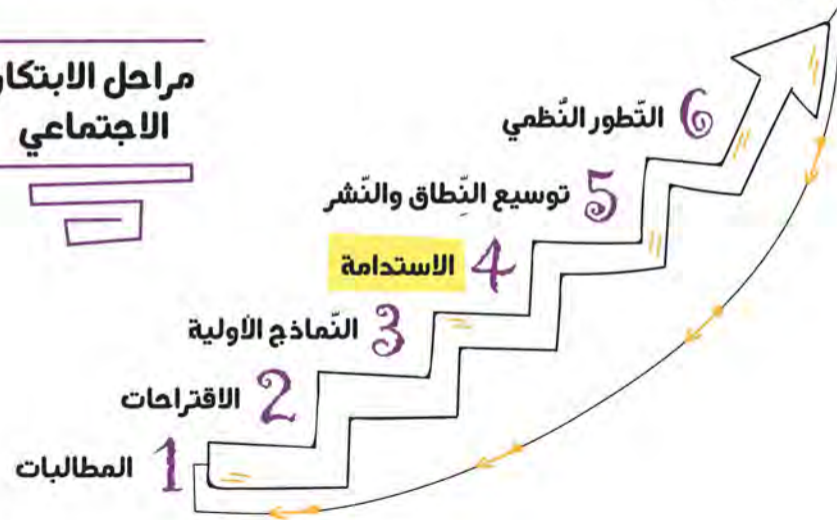 مراحل الابتكار
الاجتماعي
6 التّطور النّظمي
5 توسيع النِّطاق والنّشر
4 الاستدامة
3 النّماذج الأولية
2 الاقتراحات
1 المطالبات